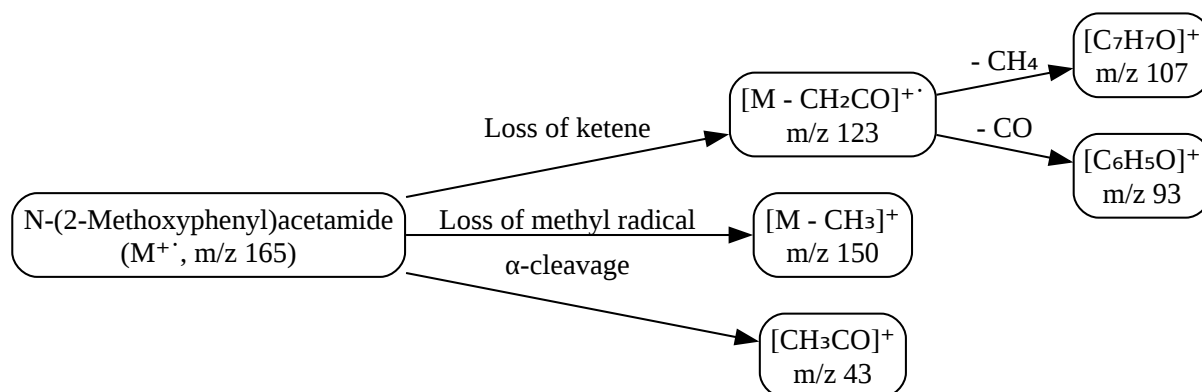 N-(2-Methoxyphenyl)acetamide
(M⁺˙, m/z 165)
Loss of ketene
Loss of methyl radical
α-cleavage
[M - CH₂CO]⁺˙
m/z 123
[M - CH₃]⁺
m/z 150
[CH₃CO]⁺
m/z 43
- CH₄
- CO
[C₇H₇O]⁺
m/z 107
[C₆H₅O]⁺
m/z 93